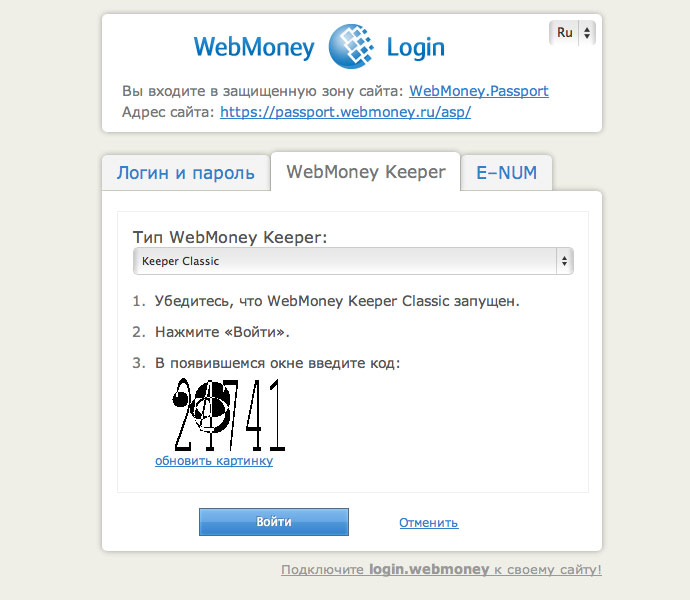 WebMoney Login
Ru
Вы входите в защищенную зону сайта: WebMoney.Passport
Адрес сайта: https://passport.webmoney.ru/asp/
Логин и пароль
WebMoney Keeper
E-NUM
Тип WebMoney Keeper:
Keeper Classic
1. Убедитесь, что WebMoney Keeper Classic запущен.
2. Нажмите «Войти».
3. В появившемся окне введите код:
24741
обновить картинку
Войти
Отменить
Подключите login.webmoney к своему сайту!